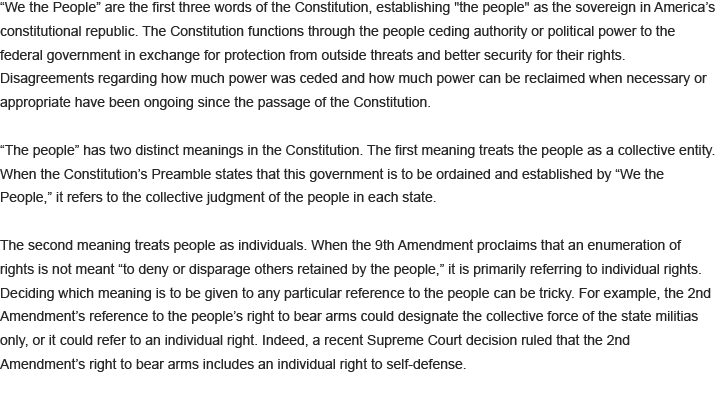 “We the People” are the first three words of the Constitution, establishing "the people" as the sovereign in America’s
constitutional republic. The Constitution functions through the people ceding authority or political power to the
federal government in exchange for protection from outside threats and better security for their rights.
Disagreements regarding how much power was ceded and how much power can be reclaimed when necessary or
appropriate have been ongoing since the passage of the Constitution.
“The people” has two distinct meanings in the Constitution. The first meaning treats the people as a collective entity.
When the Constitution’s Preamble states that this government is to be ordained and established by “We the
People,” it refers to the collective judgment of the people in each state.
The second meaning treats people as individuals. When the 9th Amendment proclaims that an enumeration of
rights is not meant “to deny or disparage others retained by the people,” it is primarily referring to individual rights.
Deciding which meaning is to be given to any particular reference to the people can be tricky. For example, the 2nd
Amendment’s reference to the people’s right to bear arms could designate the collective force of the state militias
only, or it could refer to an individual right. Indeed, a recent Supreme Court decision ruled that the 2nd
Amendment’s right to bear arms includes an individual right to self-defense.